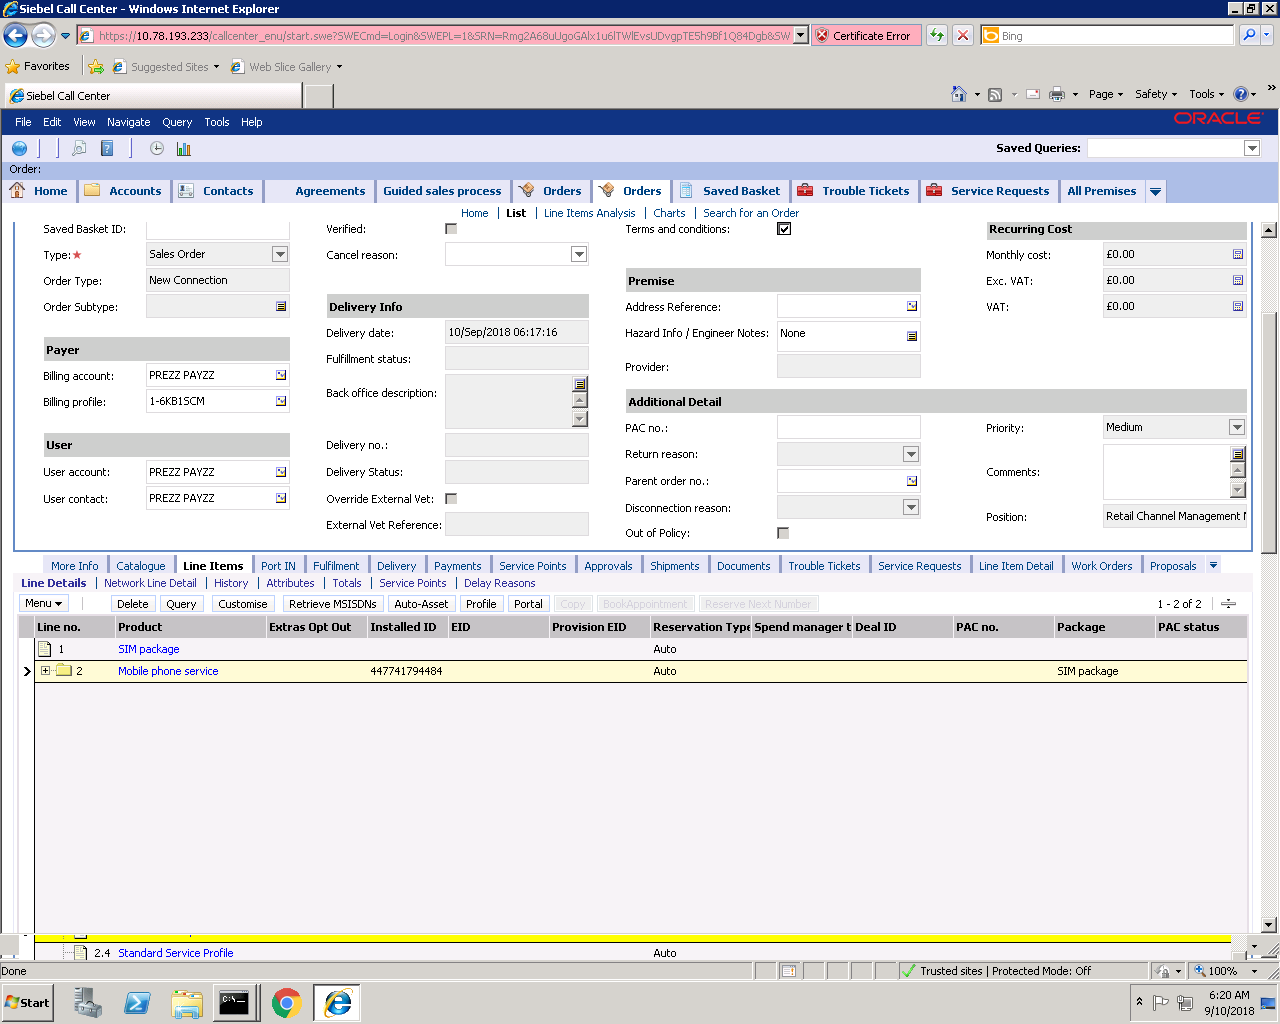 Siebel Call Center - Windows Internet Explorer
https://10.78.193.233/callcenter_enu/start.swe?SWECmd=Login&SWEPL=1&SRN=Rmg2A68uUgoGAlx1u6lTWlEvsUDvgpTE5h9Bf1Q84Dgb&SW
Certificate Error
Bing
Favorites Suggested Sites Web Slice Gallery
Siebel Call Center
Page Safety Tools
File Edit View Navigate Query Tools Help
ORACLE
Saved Queries:
Order:
Home Accounts Contacts Agreements Guided sales process Orders Orders Saved Basket Trouble Tickets Service Requests All Premises
Home List Line Items Analysis Charts Search for an Order
Saved Basket ID: Verified: Terms and conditions: Recurring Cost
Type: Sales Order Cancel reason: Monthly cost: £0.00
Order Type: New Connection Premise Exc. VAT: £0.00
Order Subtype: Delivery Info Address Reference: VAT: £0.00
Delivery date: 10/Sep/2018 06:17:16 Hazard Info / Engineer Notes: None
Payer Fulfillment status: Provider:
Billing account: PREZZ PAYZZ
Back office description:
Billing profile: 1-6KB1SCM Additional Detail
PAC no.: Priority: Medium
User Delivery no.: Return reason:
User account: PREZZ PAYZZ Delivery Status: Parent order no.: Comments:
User contact: PREZZ PAYZZ Override External Vet: Disconnection reason:
External Vet Reference: Out of Policy: Position: Retail Channel Management
More Info Catalogue Line Items Port IN Fulfilment Delivery Payments Service Points Approvals Shipments Documents Trouble Tickets Service Requests Line Item Detail Work Orders Proposals
Line Details Network Line Detail History Attributes Totals Service Points Delay Reasons
Menu Delete Query Customise Retrieve MSISDNs Auto-Asset Profile Portal Copy BookAppointment Reserve Next Number 1 - 2 of 2
Line no. Product Extras Opt Out Installed ID EID Provision EID Reservation Type Spend manager t Deal ID PAC no. Package PAC status
1 SIM package Auto
2 Mobile phone service 447741794484 Auto SIM package
2.4 Standard Service Profile Auto
Done Trusted sites | Protected Mode: Off 100%
Start 6:20 AM
9/10/2018